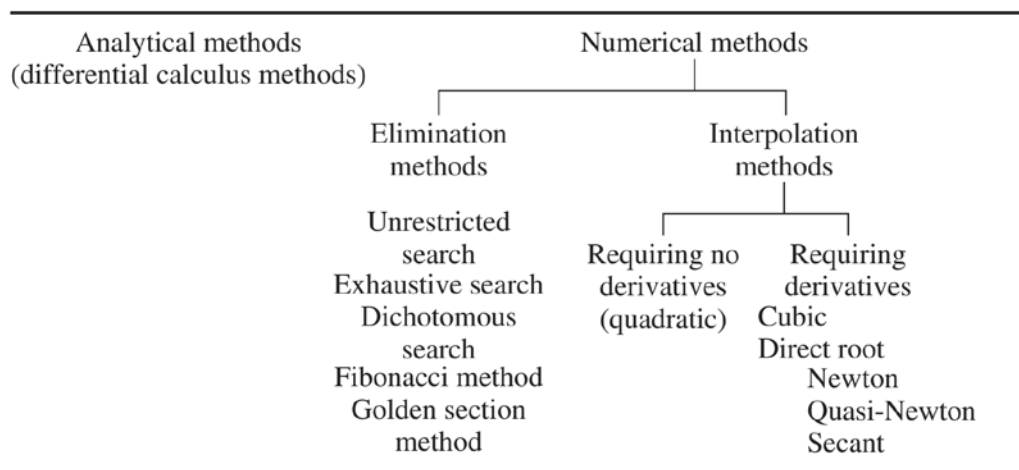 Analytical methods
(differential calculus methods)
Numerical methods
Elimination
methods
Interpolation
methods
Unrestricted
search
Exhaustive search
Dichotomous
search
Fibonacci method
Golden section
method
Requiring no
derivatives
(quadratic)
Requiring
derivatives
Cubic
Direct root
Newton
Quasi-Newton
Secant